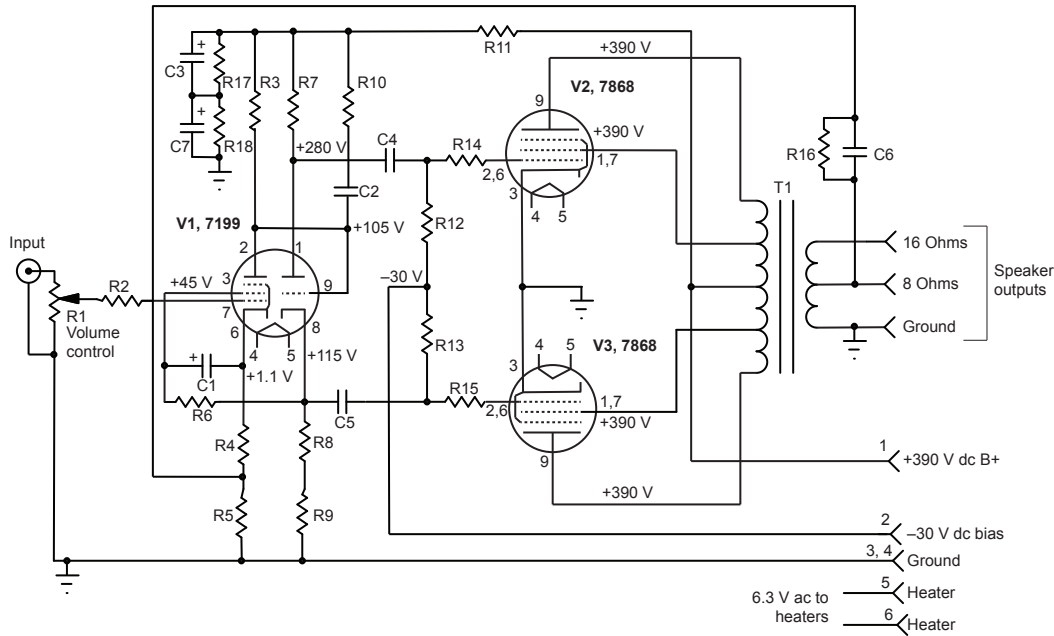 R11
+390 V
V2, 7868
9
+
C3
R17
R3
R7
R10
+
C7
R18
+280 V
C4
R14
+390 V
1,7
2,6
3
4
5
R16
C6
C2
T1
V1, 7199
+105 V
R12
Input
2
1
16 Ohms
+45 V
3
9
–30 V
R2
7
8 Ohms
Speaker
outputs
R1
Volume
control
6
8
4
5
+115 V
R13
V3, 7868
Ground
4
5
+
C1
+1.1 V
3
R15
R6
C5
2,6
1,7
+390 V
R4
R8
9
1
+390 V dc B+
+390 V
R5
R9
2
–30 V dc bias
3, 4
Ground
6.3 V ac to
heaters
5
Heater
6
Heater